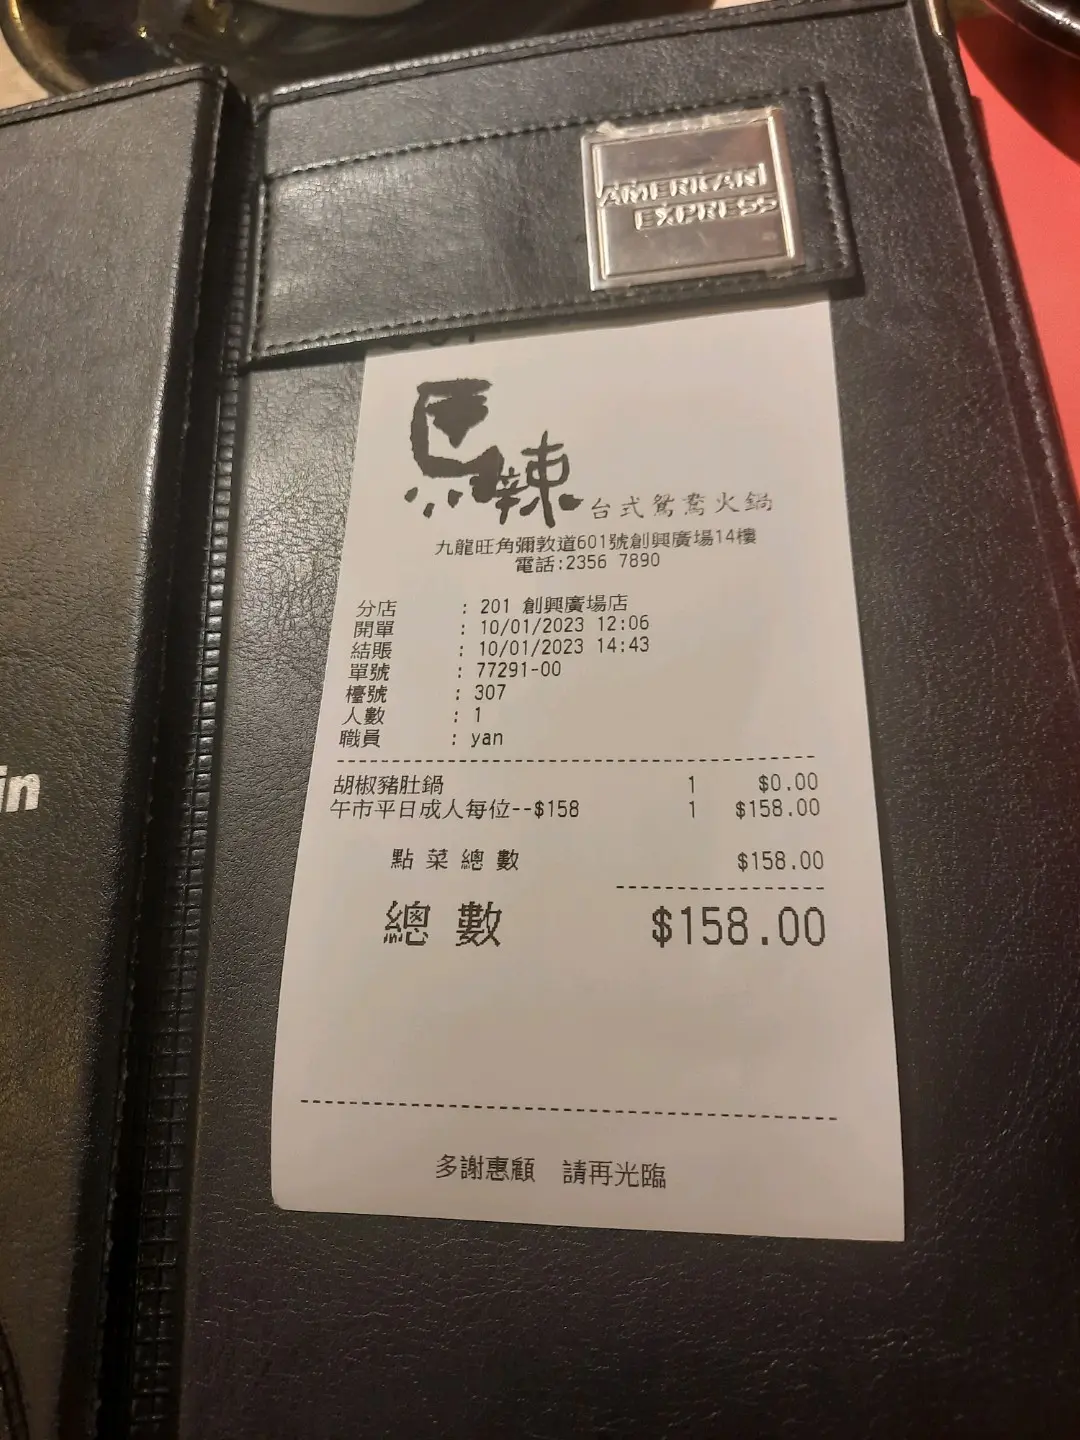 AMERICAN
EXPRESS
馬辣
台式鴛鴦火鍋
九龍旺角彌敦道601號創興廣場14樓
電話:2356 7890
分店 : 201 創興廣場店
開單 : 10/01/2023 12:06
結賬 : 10/01/2023 14:43
單號 : 77291-00
檯號 : 307
人數 : 1
職員 : yan
胡椒豬肚鍋 1 $0.00
午市平日成人每位--$158 1 $158.00
點菜總數 $158.00
總數 $158.00
多謝惠顧 請再光臨
in